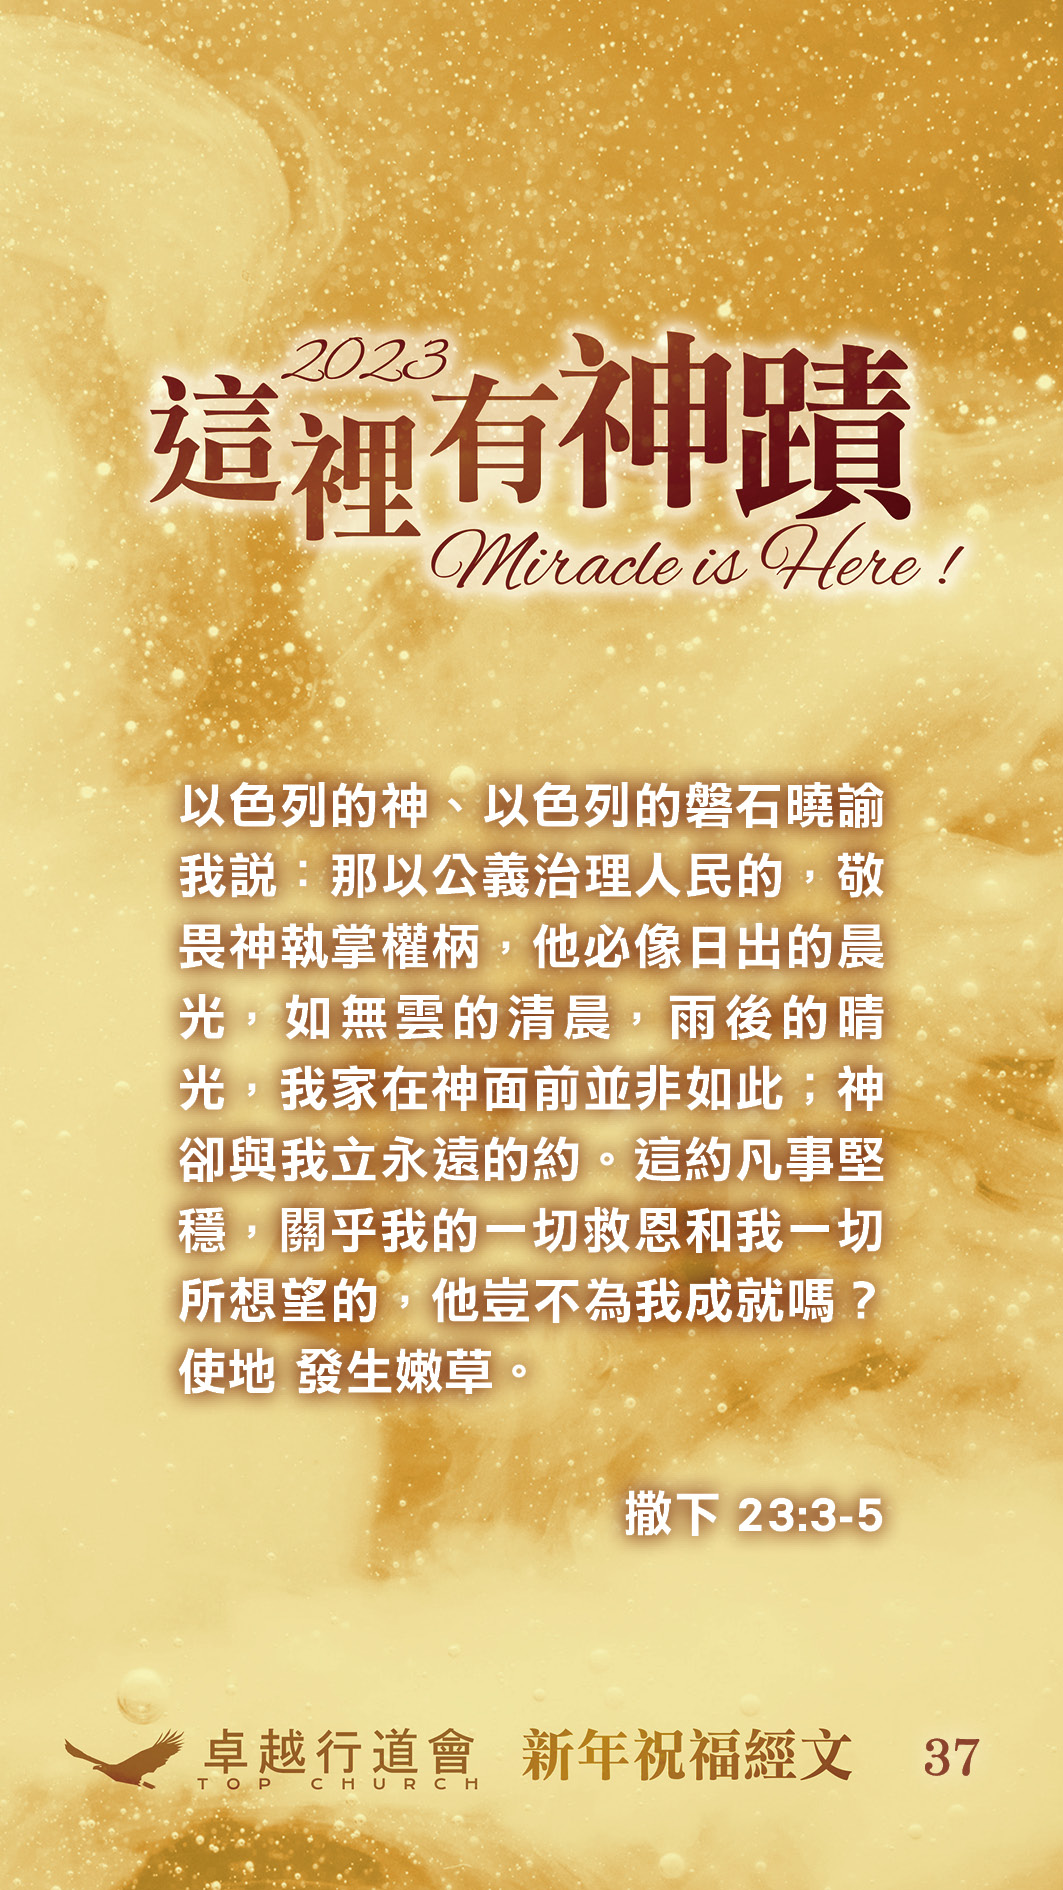 2023
這裡有神蹟
Miracle is Here !
以色列的神、以色列的磐石曉諭
我説：那以公義治理人民的，敬
畏神執掌權柄，他必像日出的晨
光，如無雲的清晨，雨後的晴
光，我家在神面前並非如此；神
卻與我立永遠的約。這約凡事堅
穩，關乎我的一切救恩和我一切
所想望的，他豈不為我成就嗎？
使地 發生嫩草。
撒下 23:3-5
卓越行道會 新年祝福經文 37
TOP CHURCH